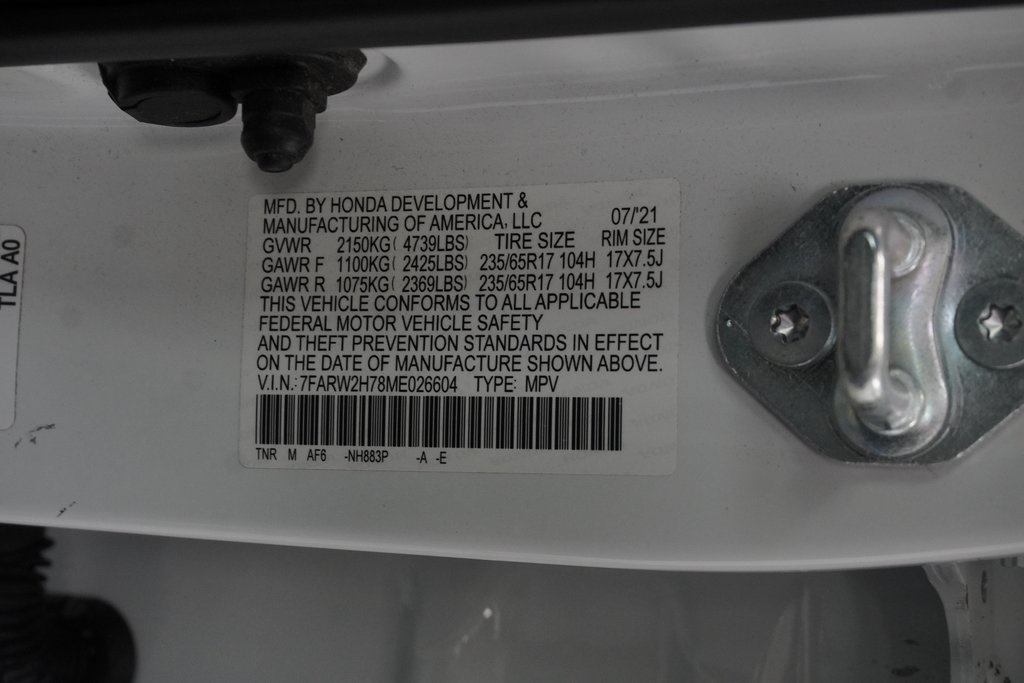 MFD. BY HONDA DEVELOPMENT &
MANUFACTURING OF AMERICA, LLC 07/'21
GVWR 2150KG( 4739LBS) TIRE SIZE RIM SIZE
GAWR F 1100KG( 2425LBS) 235/65R17 104H 17X7.5J
GAWR R 1075KG( 2369LBS) 235/65R17 104H 17X7.5J
THIS VEHICLE CONFORMS TO ALL APPLICABLE
FEDERAL MOTOR VEHICLE SAFETY
AND THEFT PREVENTION STANDARDS IN EFFECT
ON THE DATE OF MANUFACTURE SHOWN ABOVE.
V.I.N.: 7FARW2H78ME026604 TYPE: MPV
TNR M AF6 -NH883P -A -E
TLA A0